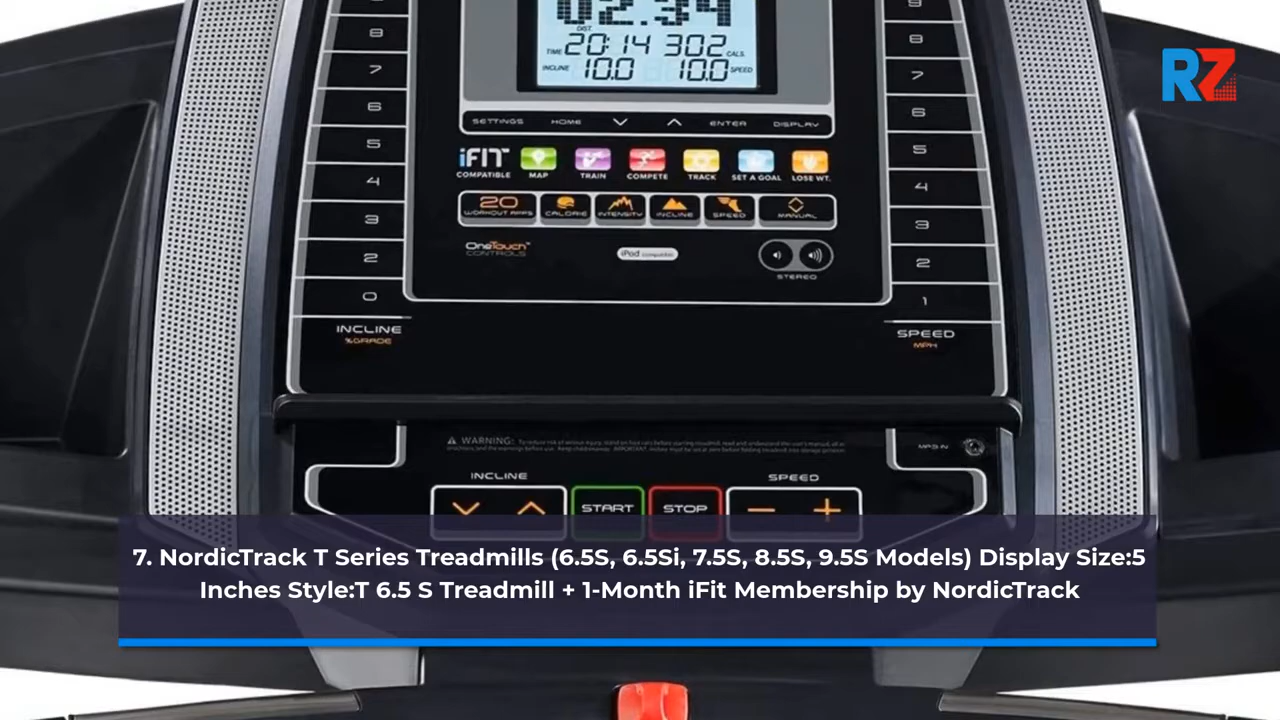 02:34
DIST.
TIME 20:14 302 CALS.
INCLINE 10.0 10.0 SPEED
SETTINGS HOME ENTER DISPLAY
iFIT
COMPATIBLE MAP TRAIN COMPETE TRACK SET A GOAL LOSE WT.
20
WORKOUT APPS CALORIE INTENSITY INCLINE SPEED MANUAL
OneTouch™
CONTROLS
iPod compatible
STEREO
9
8
7
6
5
4
3
2
0
INCLINE
%GRADE
9
8
7
6
5
4
3
2
1
SPEED
MPH
RZ
WARNING:
MP3 IN
INCLINE
SPEED
START
STOP
7. NordicTrack T Series Treadmills (6.5S, 6.5Si, 7.5S, 8.5S, 9.5S Models) Display Size:5
Inches Style:T 6.5 S Treadmill + 1-Month iFit Membership by NordicTrack